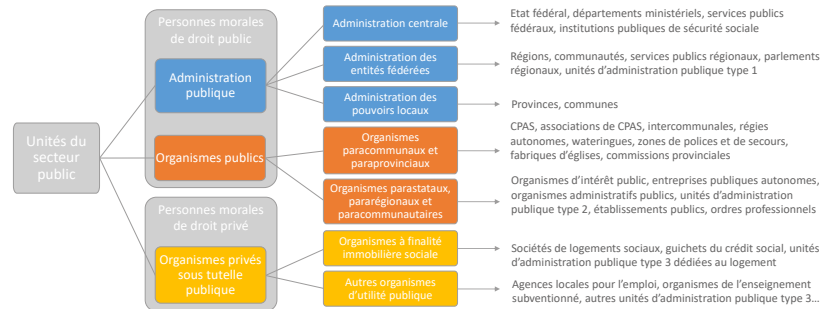 Unités du
secteur
public
Personnes morales
de droit public
Administration
publique
Organismes publics
Personnes morales
de droit privé
Organismes privés
sous tutelle
publique
Administration centrale
Etat fédéral, départements ministériels, services publics
fédéraux, institutions publiques de sécurité sociale
Administration des
entités fédérées
Régions, communautés, services publics régionaux, parlements
régionaux, unités d'administration publique type 1
Administration des
pouvoirs locaux
Provinces, communes
Organismes
paracommunaux et
paraprovinciaux
CPAS, associations de CPAS, intercommunales, régies
autonomes, wateringues, zones de polices et de secours,
fabriques d'églises, commissions provinciales
Organismes parastataux,
pararégionaux et
paracommunautaires
Organismes d'intérêt public, entreprises publiques autonomes,
organismes administratifs publics, unités d'administration
publique type 2, établissements publics, ordres professionnels
Organismes à finalité
immobilière sociale
Sociétés de logements sociaux, guichets du crédit social, unités
d'administration publique type 3 dédiées au logement
Autres organismes
d'utilité publique
Agences locales pour l'emploi, organismes de l'enseignement
subventionné, autres unités d'administration publique type 3...